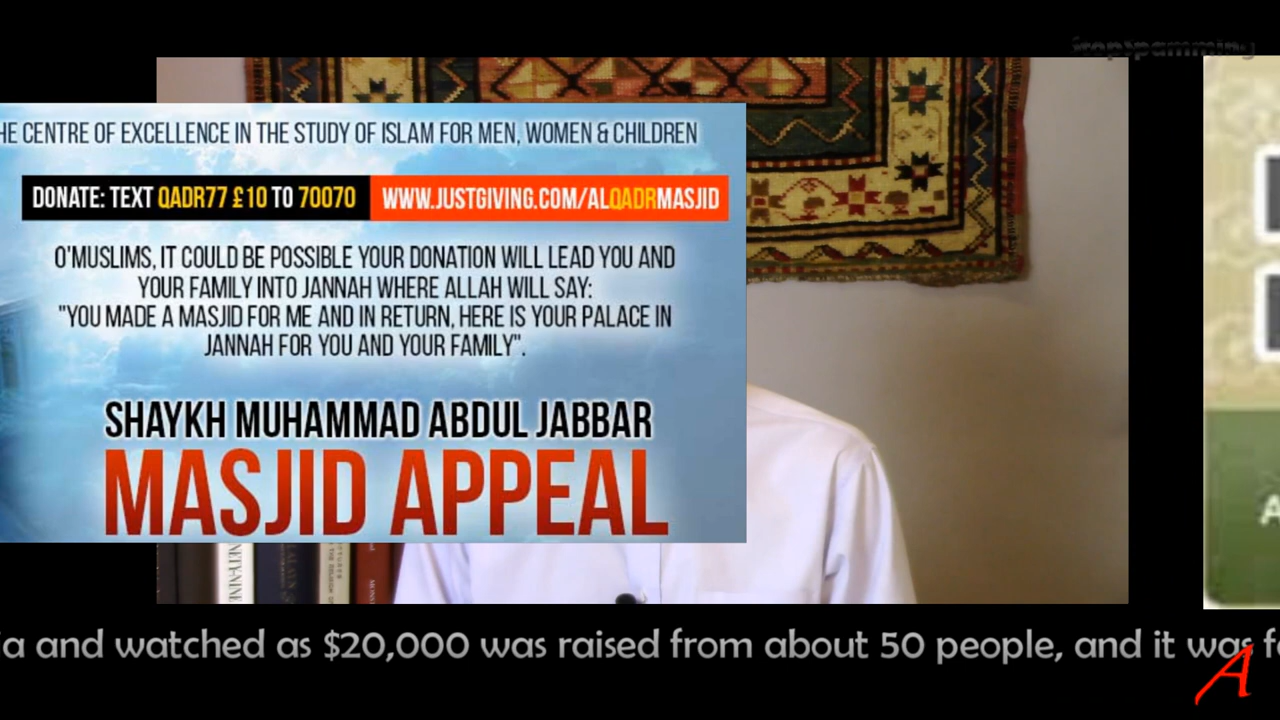 HE CENTRE OF EXCELLENCE IN THE STUDY OF ISLAM FOR MEN, WOMEN & CHILDREN
DONATE: TEXT QADR77 £10 TO 70070 WWW.JUSTGIVING.COM/ALQADRMASJID
O'MUSLIMS, IT COULD BE POSSIBLE YOUR DONATION WILL LEAD YOU AND
YOUR FAMILY INTO JANNAH WHERE ALLAH WILL SAY:
"YOU MADE A MASJID FOR ME AND IN RETURN, HERE IS YOUR PALACE IN
JANNAH FOR YOU AND YOUR FAMILY".
SHAYKH MUHAMMAD ABDUL JABBAR
MASJID APPEAL
ia and watched as $20,000 was raised from about 50 people, and it was fo
A